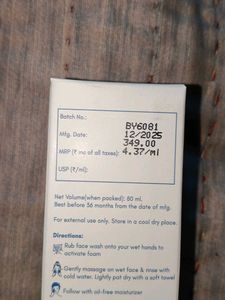 Batch No.: BY6081
Mfg. Date: 12/2025
MRP (₹ inc of all taxes): 349.00
USP (₹/ml): 4.37/ml
Net Volume(when packed): 80 ml.
Best before 36 months from the date of mfg.
For external use only. Store in a cool dry place.
Directions:
Rub face wash onto your wet hands to
activate foam
Gently massage on wet face & rinse with
cold water. Lightly pat dry with a soft towel
Follow with oil-free moisturizer